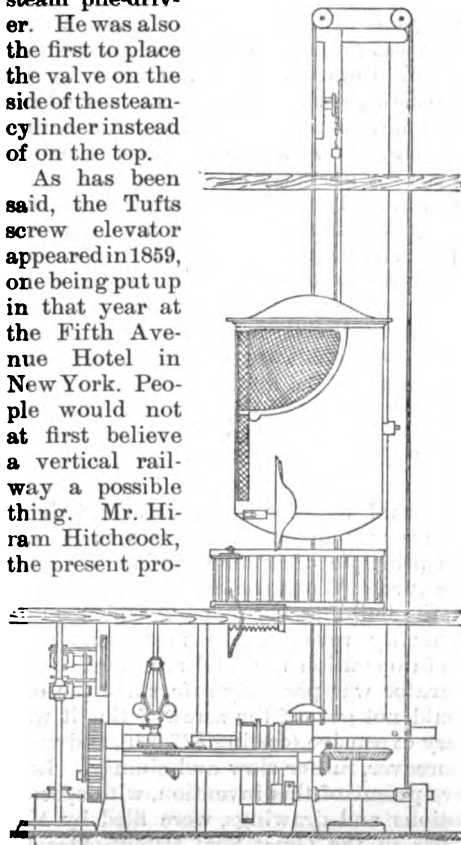 steam pile-driv-
er. He was also
the first to place
the valve on the
side of the steam-
cylinder instead
of on the top.
As has been
said, the Tufts
screw elevator
appeared in 1859,
one being put up
in that year at
the Fifth Ave-
nue Hotel in
New York. Peo-
ple would not
at first believe
a vertical rail-
way a possible
thing. Mr. Hi-
ram Hitchcock,
the present pro-